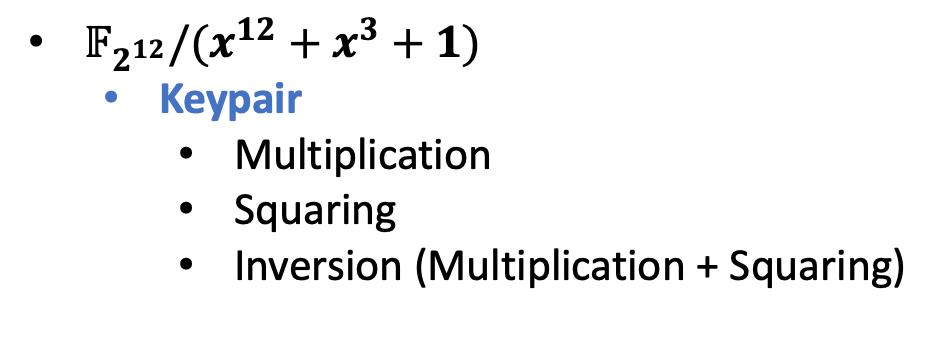 • 𝔽₂¹²/(x¹² + x³ + 1)
• Keypair
• Multiplication
• Squaring
• Inversion (Multiplication + Squaring)